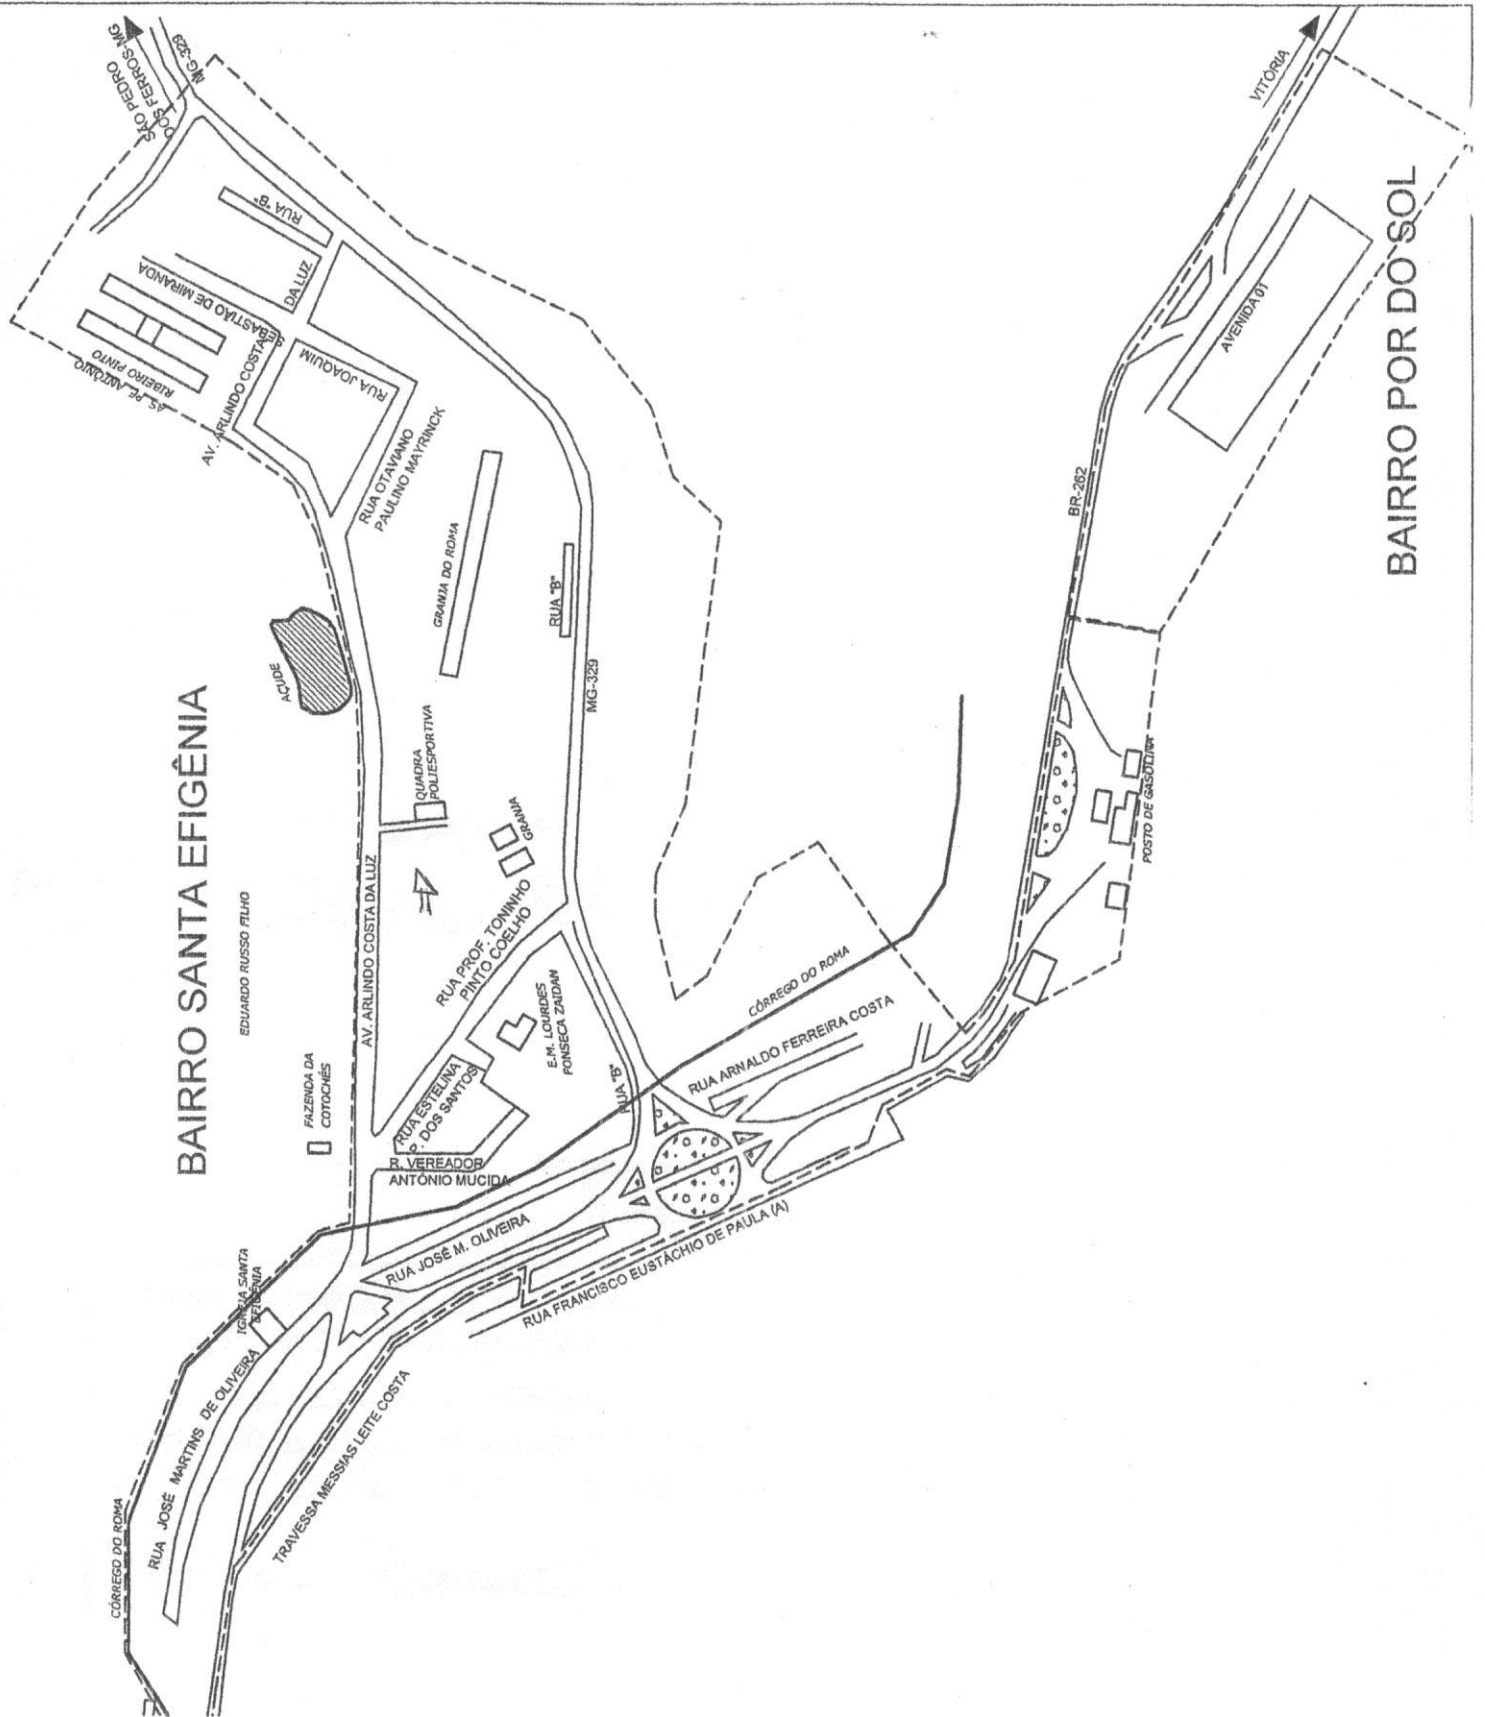 SÃO PEDRO
DOS FERROS-MG
MG-329
VITÓRIA
RUA "B"
DA LUZ
SEBASTIÃO DE MIRANDA
RUA JOAQUIM
AS. PE. ANTÔNIO
RIBEIRO PINTO
AV. ARLINDO COSTA
RUA OTAVIANO
PAULINO MAYRINCK
AVENIDA 01
BAIRRO POR DO SOL
BR-262
GRANJA DO ROMA
RUA "B"
MG-329
AÇUDE
BAIRRO SANTA EFIGÊNIA
EDUARDO RUSSO FILHO
QUADRA
POLIESPORTIVA
GRANJA
POSTO DE GASOLINA
AV. ARLINDO COSTA DA LUZ
RUA PROF. TONINHO
PINTO COELHO
E.M. LOURDES
FONSECA ZAIDAN
CÓRREGO DO ROMA
RUA ARNALDO FERREIRA COSTA
FAZENDA DA
COTOCHÉS
RUA ESTELINA
P. DOS SANTOS
RUA "B"
R. VEREADOR
ANTÔNIO MUCIDA
RUA JOSÉ M. OLIVEIRA
RUA FRANCISCO EUSTÁCHIO DE PAULA (A)
IGREJA SANTA
EFIGÊNIA
RUA JOSÉ MARTINS DE OLIVEIRA
TRAVESSA MESSIAS LEITE COSTA
CÓRREGO DO ROMA